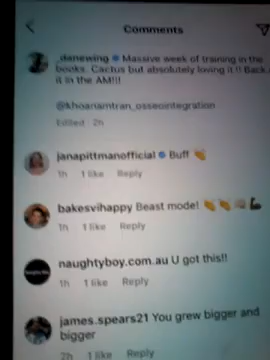 Comments
_danewing Massive week of training in the
books. Cactus but absolutely loving it!! Back
it in the AM!!!
@khoanamtran_osseointegration
Edited 2h
janapittmanofficial Buff 👏
1h 1 like Reply
bakesvihappy Beast mode! 👏👏👊💪
1h 1 like Reply
naughtyboy.com.au U got this!!
1h 1 like Reply
james.spears21 You grew bigger and
bigger
2h 1 like Reply